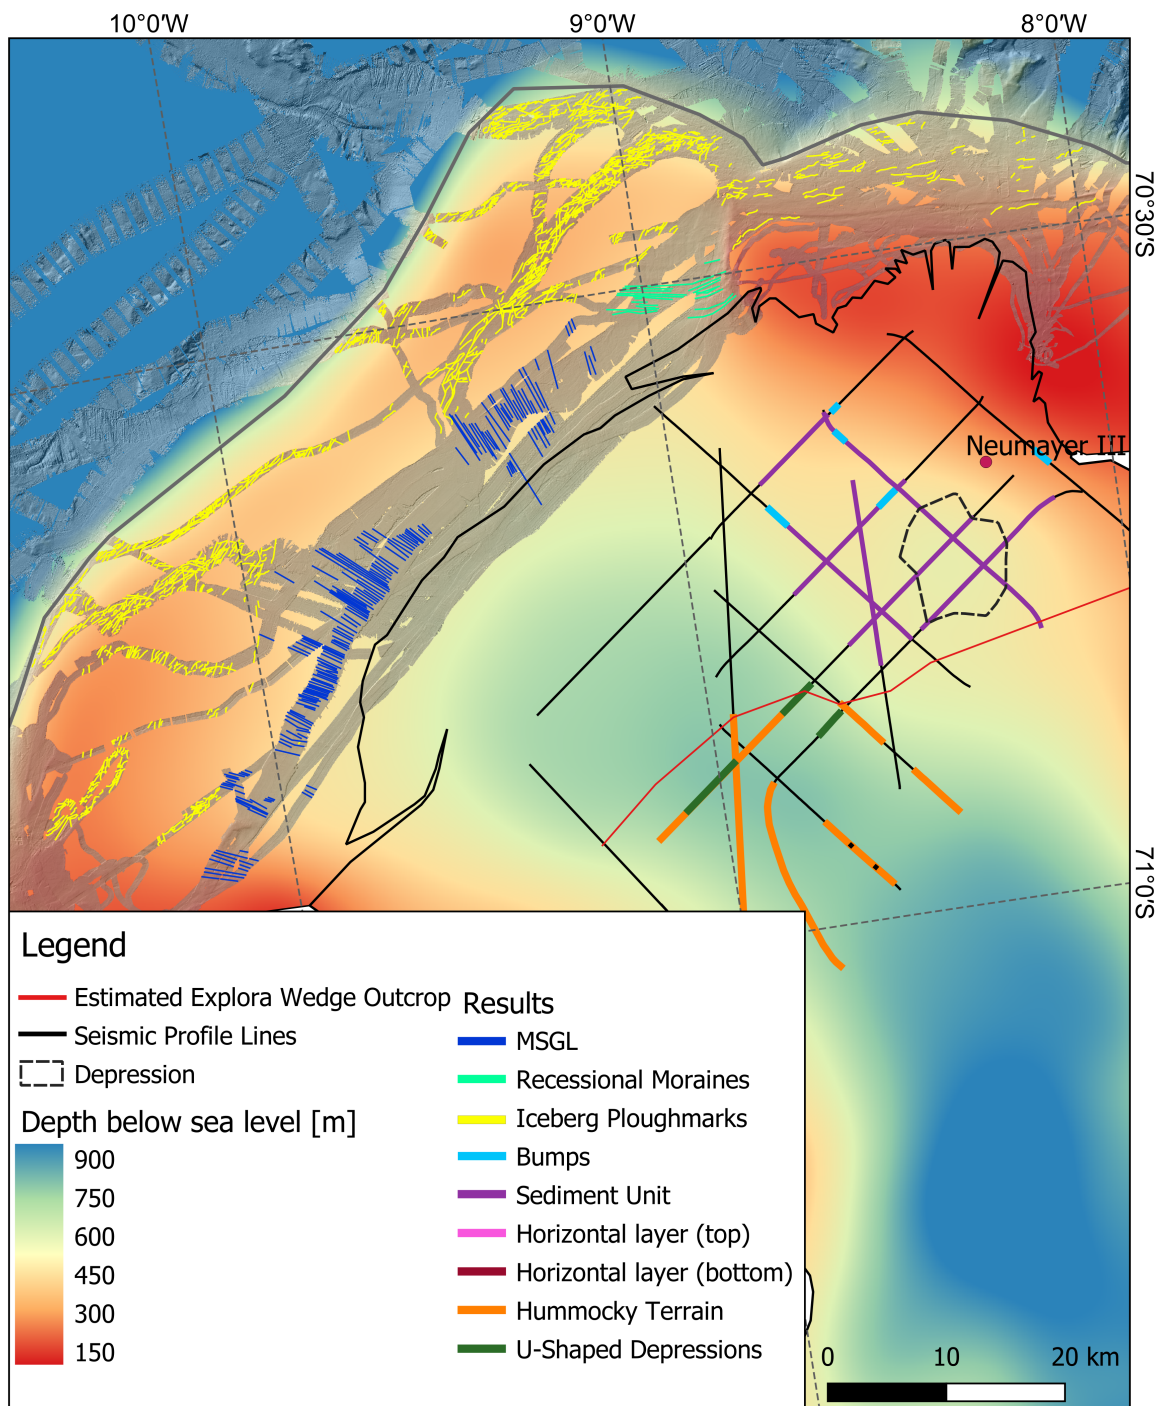 10°0'W 9°0'W 8°0'W
70°30'S
Neumayer III
71°0'S
Legend
Estimated Explora Wedge Outcrop
Seismic Profile Lines
Depression
Depth below sea level [m]
900
750
600
450
300
150
Results
MSGL
Recessional Moraines
Iceberg Ploughmarks
Bumps
Sediment Unit
Horizontal layer (top)
Horizontal layer (bottom)
Hummocky Terrain
U-Shaped Depressions
0 10 20 km